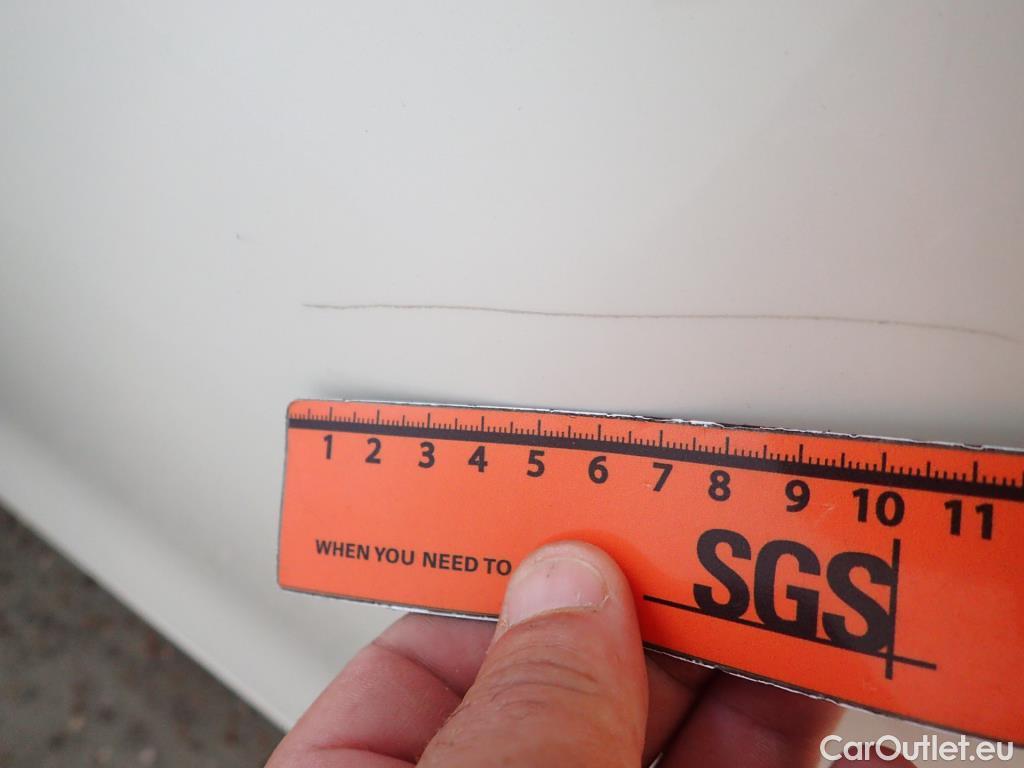 1 2 3 4 5 6 7 8 9 10 11
WHEN YOU NEED TO
SGS
CarOutlet.eu